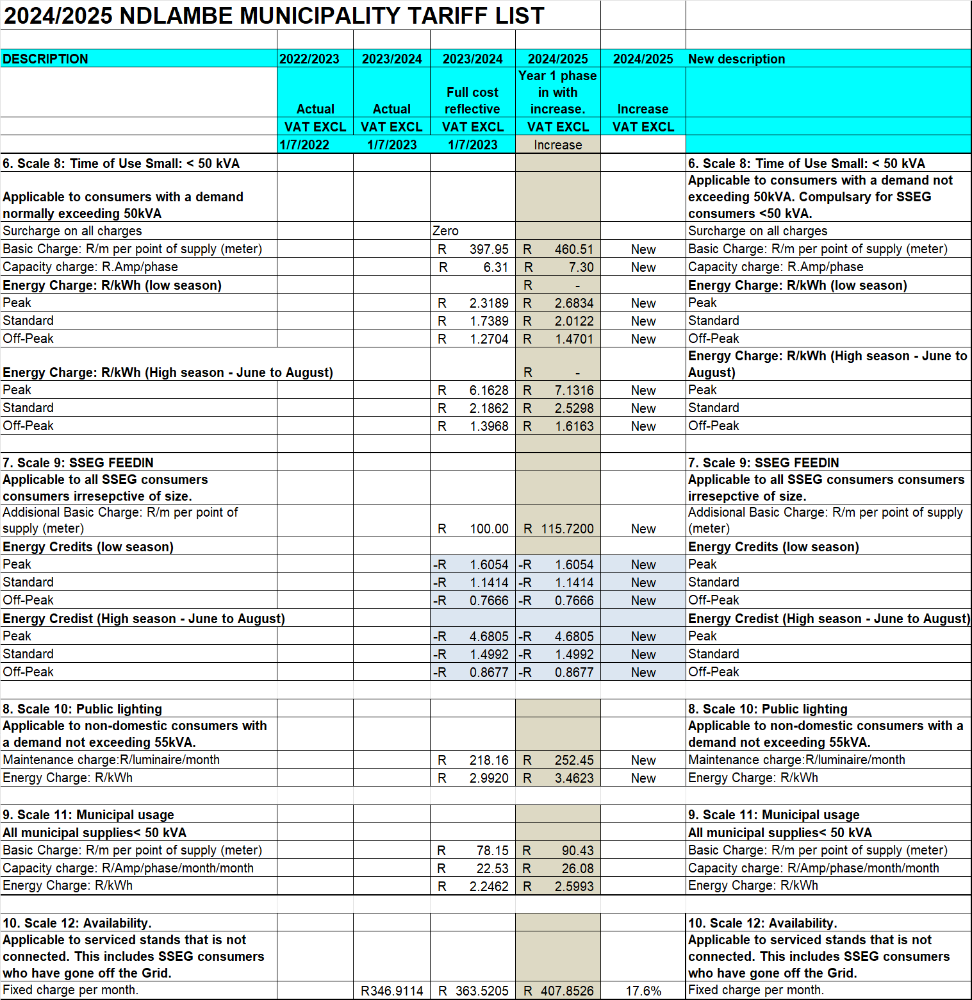 2024/2025 NDLAMBE MUNICIPALITY TARIFF LIST
DESCRIPTION 2022/2023 2023/2024 2023/2024 2024/2025 2024/2025 New description
Actual Actual Full cost reflective Year 1 phase in with increase. Increase
VAT EXCL VAT EXCL VAT EXCL VAT EXCL VAT EXCL
1/7/2022 1/7/2023 1/7/2023 Increase
6. Scale 8: Time of Use Small: < 50 kVA 6. Scale 8: Time of Use Small: < 50 kVA
Applicable to consumers with a demand normally exceeding 50kVA Applicable to consumers with a demand not exceeding 50kVA. Compulsary for SSEG consumers <50 kVA.
Surcharge on all charges Zero Surcharge on all charges
Basic Charge: R/m per point of supply (meter) R 397.95 R 460.51 New Basic Charge: R/m per point of supply (meter)
Capacity charge: R.Amp/phase R 6.31 R 7.30 New Capacity charge: R.Amp/phase
Energy Charge: R/kWh (low season) R - Energy Charge: R/kWh (low season)
Peak R 2.3189 R 2.6834 New Peak
Standard R 1.7389 R 2.0122 New Standard
Off-Peak R 1.2704 R 1.4701 New Off-Peak
Energy Charge: R/kWh (High season - June to August) R - Energy Charge: R/kWh (High season - June to August)
Peak R 6.1628 R 7.1316 New Peak
Standard R 2.1862 R 2.5298 New Standard
Off-Peak R 1.3968 R 1.6163 New Off-Peak
7. Scale 9: SSEG FEEDIN 7. Scale 9: SSEG FEEDIN
Applicable to all SSEG consumers consumers irresepctive of size. Applicable to all SSEG consumers consumers irresepctive of size.
Addisional Basic Charge: R/m per point of supply (meter) R 100.00 R 115.7200 New Addisional Basic Charge: R/m per point of supply (meter)
Energy Credits (low season) Energy Credits (low season)
Peak -R 1.6054 -R 1.6054 New Peak
Standard -R 1.1414 -R 1.1414 New Standard
Off-Peak -R 0.7666 -R 0.7666 New Off-Peak
Energy Credist (High season - June to August) Energy Credist (High season - June to August)
Peak -R 4.6805 -R 4.6805 New Peak
Standard -R 1.4992 -R 1.4992 New Standard
Off-Peak -R 0.8677 -R 0.8677 New Off-Peak
8. Scale 10: Public lighting 8. Scale 10: Public lighting
Applicable to non-domestic consumers with a demand not exceeding 55kVA. Applicable to non-domestic consumers with a demand not exceeding 55kVA.
Maintenance charge:R/luminaire/month R 218.16 R 252.45 New Maintenance charge:R/luminaire/month
Energy Charge: R/kWh R 2.9920 R 3.4623 New Energy Charge: R/kWh
9. Scale 11: Municipal usage 9. Scale 11: Municipal usage
All municipal supplies< 50 kVA All municipal supplies< 50 kVA
Basic Charge: R/m per point of supply (meter) R 78.15 R 90.43 Basic Charge: R/m per point of supply (meter)
Capacity charge: R/Amp/phase/month/month R 22.53 R 26.08 Capacity charge: R/Amp/phase/month/month
Energy Charge: R/kWh R 2.2462 R 2.5993 Energy Charge: R/kWh
10. Scale 12: Availability. 10. Scale 12: Availability.
Applicable to serviced stands that is not connected. This includes SSEG consumers who have gone off the Grid. Applicable to serviced stands that is not connected. This includes SSEG consumers who have gone off the Grid.
Fixed charge per month. R346.9114 R 363.5205 R 407.8526 17.6% Fixed charge per month.